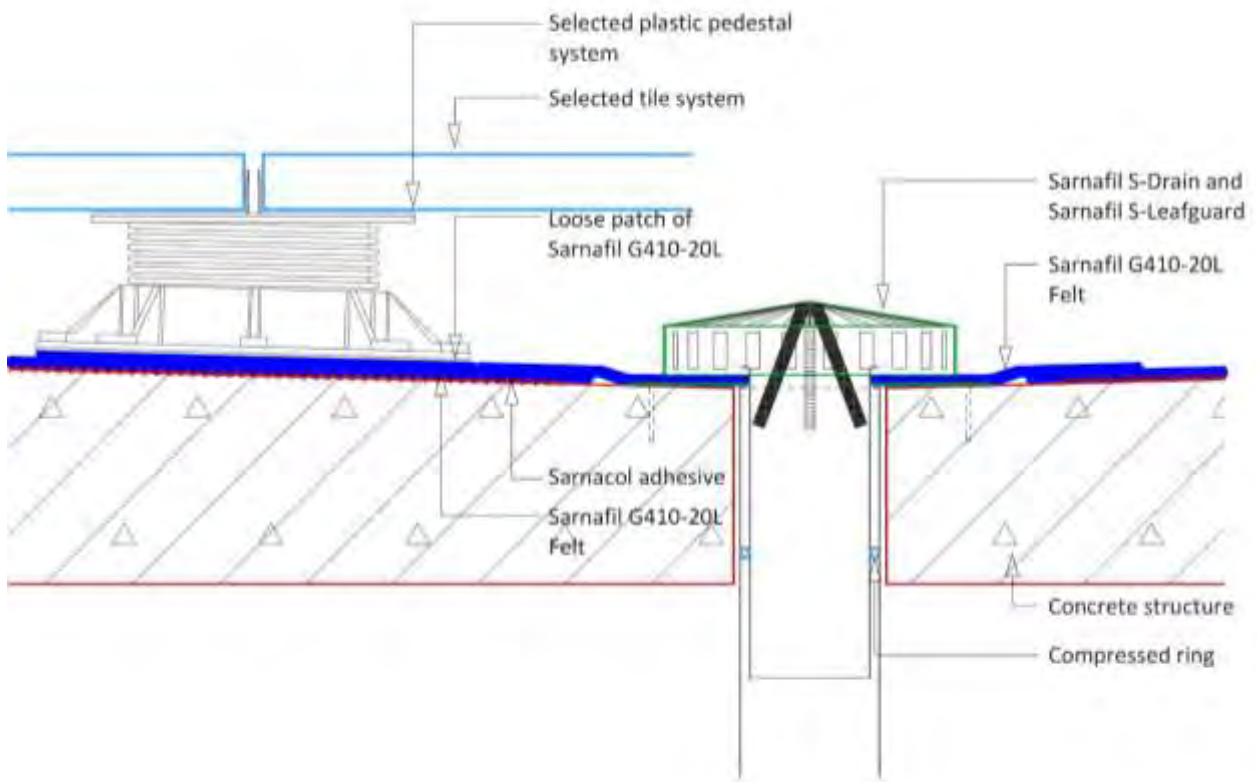 Selected plastic pedestal
system
Selected tile system
Loose patch of
Sarnafil G410-20L
Sarnacol adhesive
Sarnafil G410-20L
Felt
Sarnafil S-Drain and
Sarnafil S-Leafguard
Sarnafil G410-20L
Felt
Concrete structure
Compressed ring